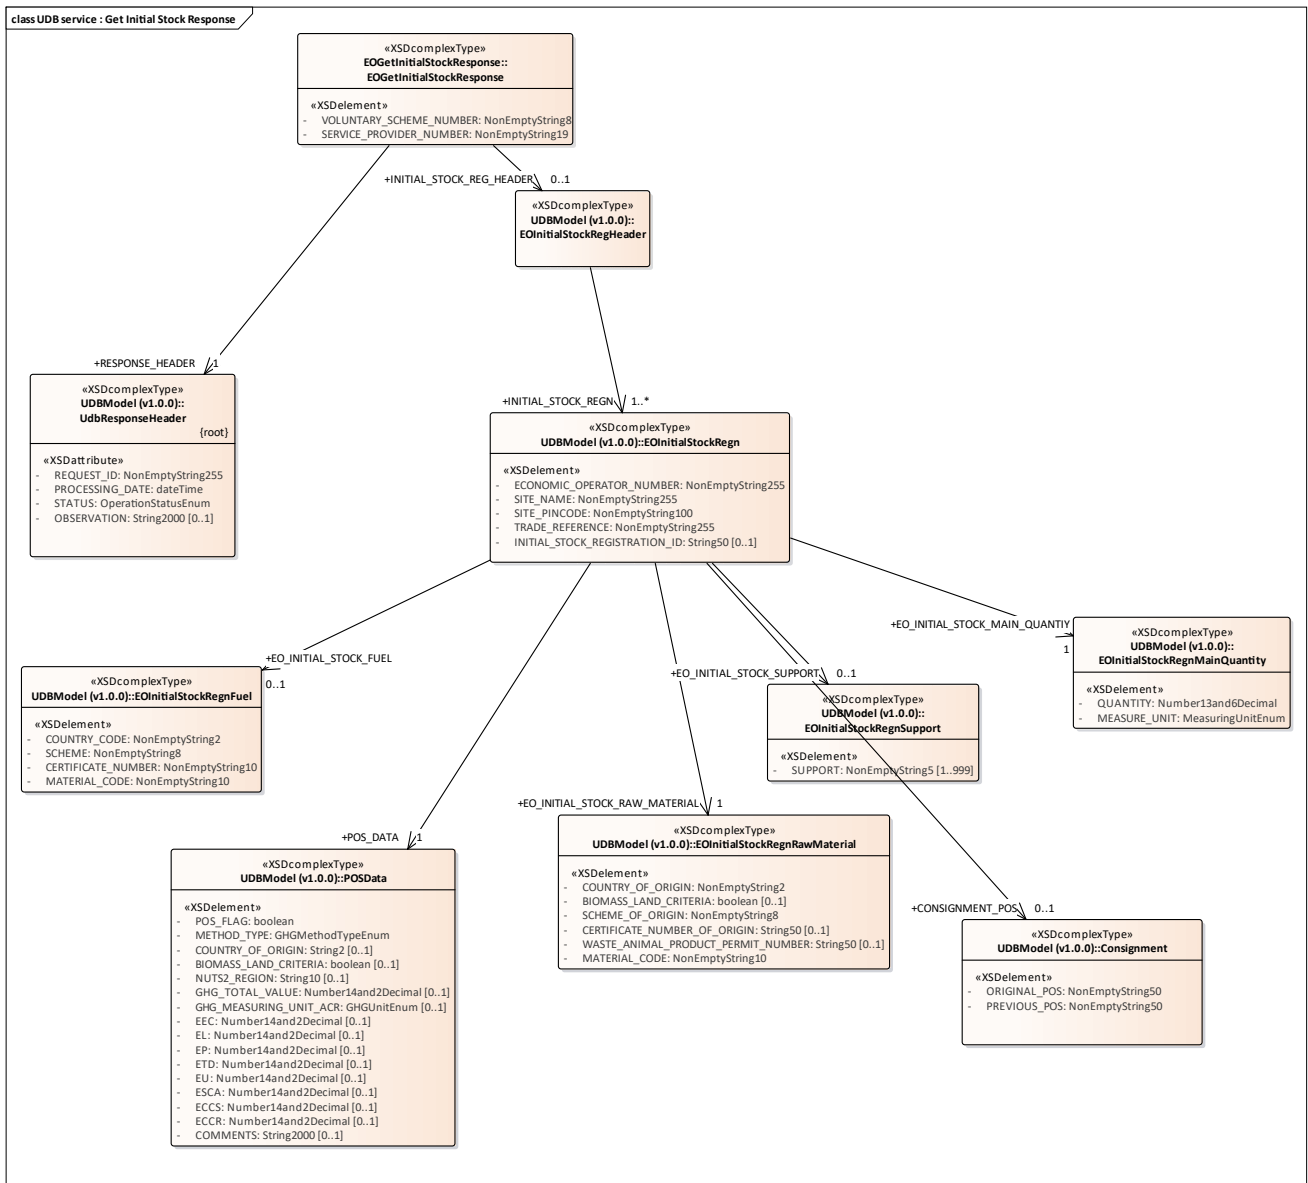 class UDB service : Get Initial Stock Response
«XSDcomplexType»
EOGetInitialStockResponse::
EOGetInitialStockResponse
«XSDelement»
- VOLUNTARY_SCHEME_NUMBER: NonEmptyString8
- SERVICE_PROVIDER_NUMBER: NonEmptyString19
+INITIAL_STOCK_REG_HEADER 0..1
«XSDcomplexType»
UDBModel (v1.0.0)::
EOInitialStockRegHeader
+RESPONSE_HEADER 1
«XSDcomplexType»
UDBModel (v1.0.0)::
UdbResponseHeader
{root}
«XSDattribute»
- REQUEST_ID: NonEmptyString255
- PROCESSING_DATE: dateTime
- STATUS: OperationStatusEnum
- OBSERVATION: String2000 [0..1]
+INITIAL_STOCK_REGN 1..*
«XSDcomplexType»
UDBModel (v1.0.0)::EOInitialStockRegn
«XSDelement»
- ECONOMIC_OPERATOR_NUMBER: NonEmptyString255
- SITE_NAME: NonEmptyString255
- SITE_PINCODE: NonEmptyString100
- TRADE_REFERENCE: NonEmptyString255
- INITIAL_STOCK_REGISTRATION_ID: String50 [0..1]
+EO_INITIAL_STOCK_MAIN_QUANTIY
1
«XSDcomplexType»
UDBModel (v1.0.0)::
EOInitialStockRegnMainQuantity
«XSDelement»
- QUANTITY: Number13and6Decimal
- MEASURE_UNIT: MeasuringUnitEnum
+EO_INITIAL_STOCK_FUEL
0..1
«XSDcomplexType»
UDBModel (v1.0.0)::EOInitialStockRegnFuel
«XSDelement»
- COUNTRY_CODE: NonEmptyString2
- SCHEME: NonEmptyString8
- CERTIFICATE_NUMBER: NonEmptyString10
- MATERIAL_CODE: NonEmptyString10
+EO_INITIAL_STOCK_SUPPORT 0..1
«XSDcomplexType»
UDBModel (v1.0.0)::
EOInitialStockRegnSupport
«XSDelement»
- SUPPORT: NonEmptyString5 [1..999]
+EO_INITIAL_STOCK_RAW_MATERIAL 1
«XSDcomplexType»
UDBModel (v1.0.0)::EOInitialStockRegnRawMaterial
«XSDelement»
- COUNTRY_OF_ORIGIN: NonEmptyString2
- BIOMASS_LAND_CRITERIA: boolean [0..1]
- SCHEME_OF_ORIGIN: NonEmptyString8
- CERTIFICATE_NUMBER_OF_ORIGIN: String50 [0..1]
- WASTE_ANIMAL_PRODUCT_PERMIT_NUMBER: String50 [0..1]
- MATERIAL_CODE: NonEmptyString10
+POS_DATA 1
«XSDcomplexType»
UDBModel (v1.0.0)::POSData
«XSDelement»
- POS_FLAG: boolean
- METHOD_TYPE: GHGMethodTypeEnum
- COUNTRY_OF_ORIGIN: String2 [0..1]
- BIOMASS_LAND_CRITERIA: boolean [0..1]
- NUTS2_REGION: String10 [0..1]
- GHG_TOTAL_VALUE: Number14and2Decimal [0..1]
- GHG_MEASURING_UNIT_ACR: GHGUnitEnum [0..1]
- EEC: Number14and2Decimal [0..1]
- EL: Number14and2Decimal [0..1]
- EP: Number14and2Decimal [0..1]
- ETD: Number14and2Decimal [0..1]
- EU: Number14and2Decimal [0..1]
- ESCA: Number14and2Decimal [0..1]
- ECCS: Number14and2Decimal [0..1]
- ECCR: Number14and2Decimal [0..1]
- COMMENTS: String2000 [0..1]
+CONSIGNMENT_POS 0..1
«XSDcomplexType»
UDBModel (v1.0.0)::Consignment
«XSDelement»
- ORIGINAL_POS: NonEmptyString50
- PREVIOUS_POS: NonEmptyString50